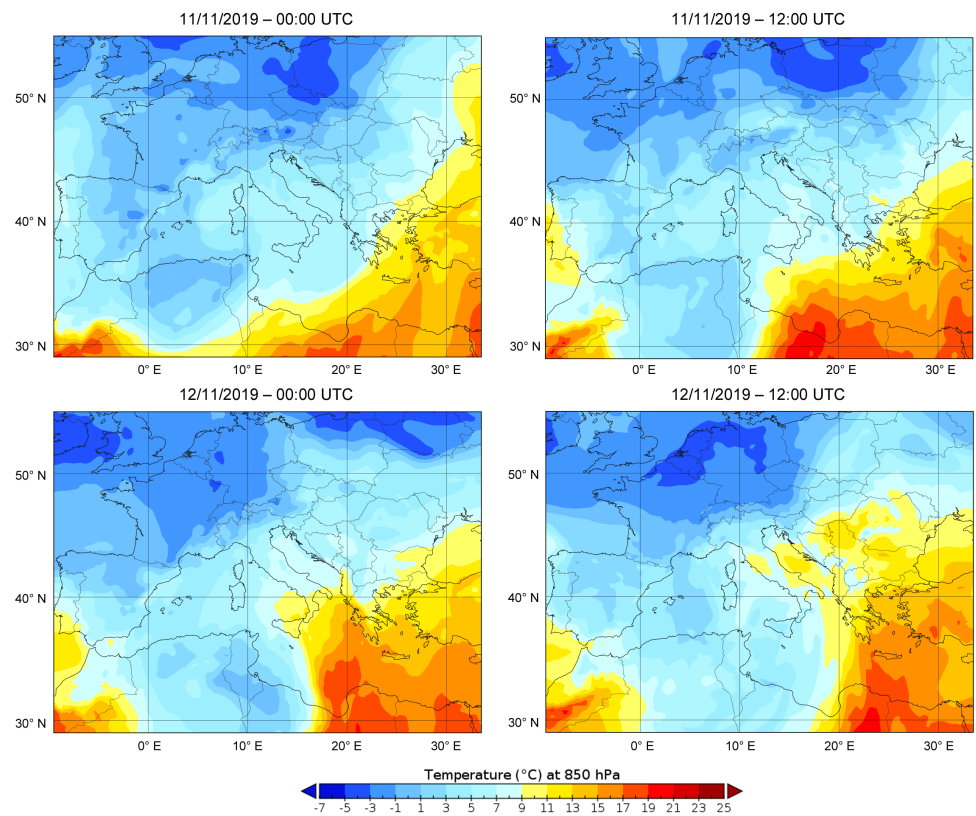 11/11/2019 – 00:00 UTC
11/11/2019 – 12:00 UTC
50° N
40° N
30° N
0° E
10° E
20° E
30° E
50° N
40° N
30° N
0° E
10° E
20° E
30° E
12/11/2019 – 00:00 UTC
12/11/2019 – 12:00 UTC
50° N
40° N
30° N
0° E
10° E
20° E
30° E
50° N
40° N
30° N
0° E
10° E
20° E
30° E
Temperature (°C) at 850 hPa
-7 -5 -3 -1 1 3 5 7 9 11 13 15 17 19 21 23 25